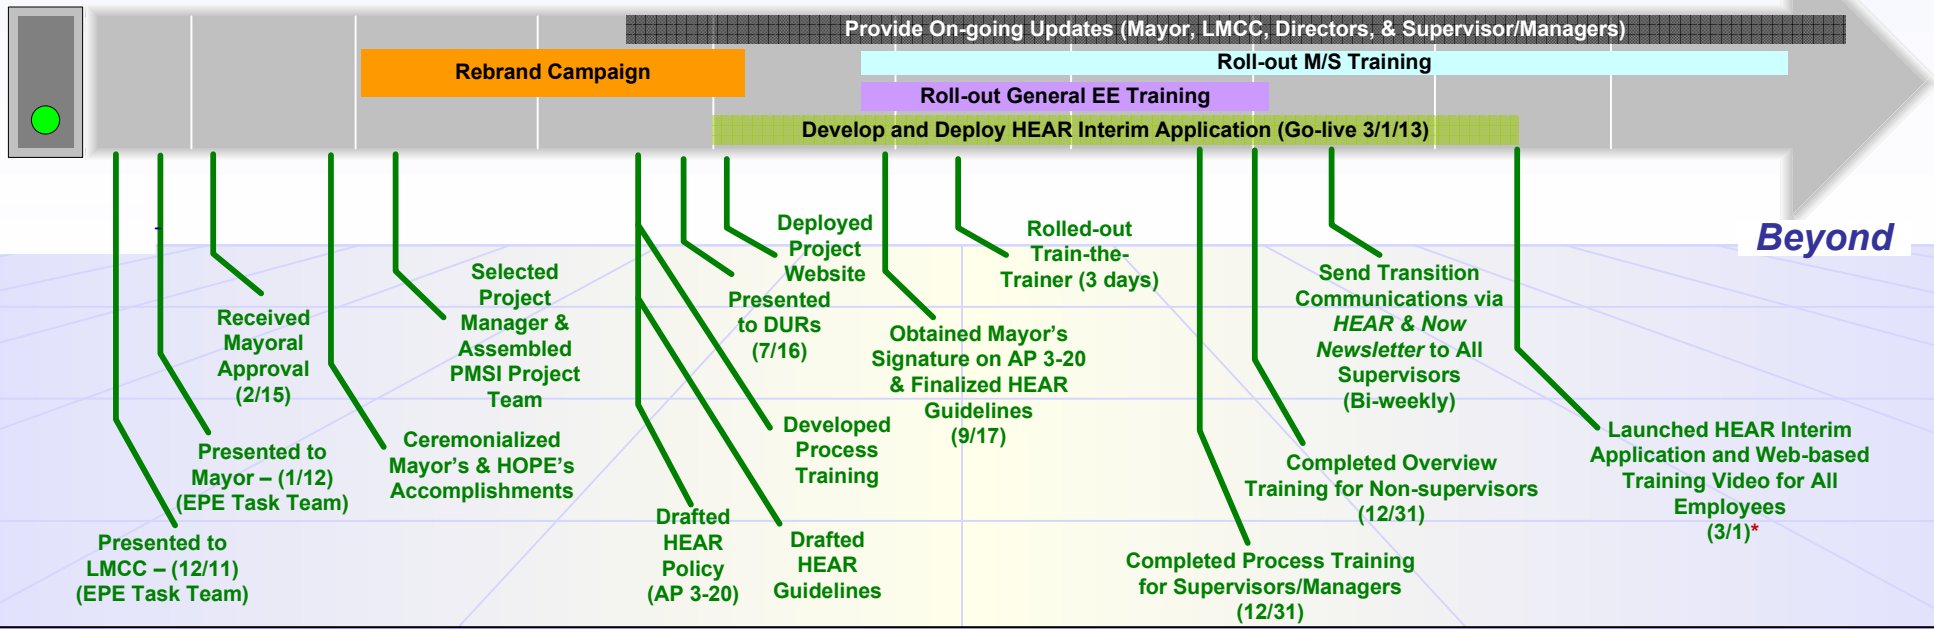 Provide On-going Updates (Mayor, LMCC, Directors, & Supervisor/Managers)
Rebrand Campaign
Roll-out M/S Training
Roll-out General EE Training
Develop and Deploy HEAR Interim Application (Go-live 3/1/13)
Beyond
Presented to
LMCC – (12/11)
(EPE Task Team)
Presented to
Mayor – (1/12)
(EPE Task Team)
Received
Mayoral
Approval
(2/15)
Ceremonialized
Mayor's & HOPE's
Accomplishments
Selected
Project
Manager &
Assembled
PMSI Project
Team
Drafted
HEAR
Policy
(AP 3-20)
Drafted
HEAR
Guidelines
Developed
Process
Training
Presented
to DURs
(7/16)
Deployed
Project
Website
Obtained Mayor's
Signature on AP 3-20
& Finalized HEAR
Guidelines
(9/17)
Rolled-out
Train-the-
Trainer (3 days)
Completed Process Training
for Supervisors/Managers
(12/31)
Completed Overview
Training for Non-supervisors
(12/31)
Send Transition
Communications via
HEAR & Now
Newsletter to All
Supervisors
(Bi-weekly)
Launched HEAR Interim
Application and Web-based
Training Video for All
Employees
(3/1)*